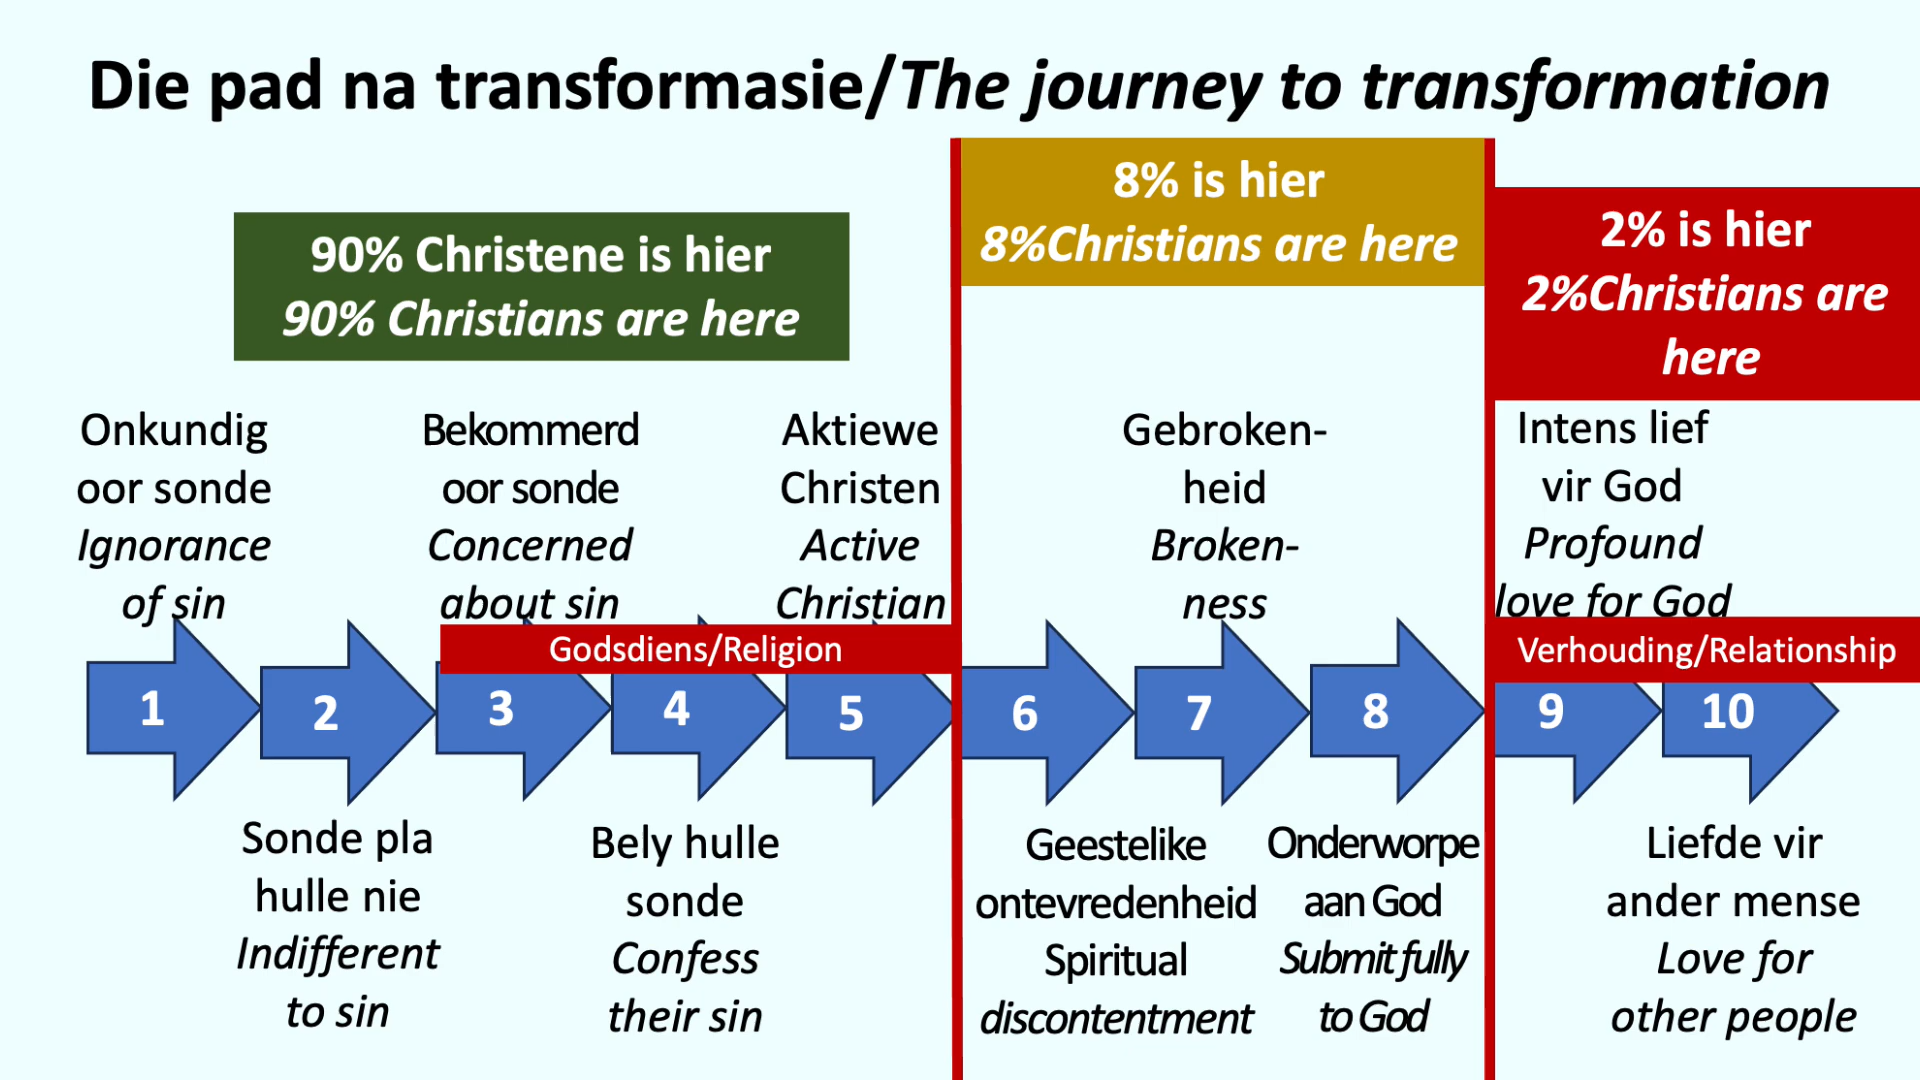 Die pad na transformasie/The journey to transformation
90% Christene is hier
90% Christians are here
8% is hier
8%Christians are here
2% is hier
2%Christians are
here
Onkundig
oor sonde
Ignorance
of sin
Bekommerd
oor sonde
Concerned
about sin
Aktiewe
Christen
Active
Christian
Gebroken-
heid
Broken-
ness
Intens lief
vir God
Profound
love for God
Godsdiens/Religion
Verhouding/Relationship
1
2
3
4
5
6
7
8
9
10
Sonde pla
hulle nie
Indifferent
to sin
Bely hulle
sonde
Confess
their sin
Geestelike
ontevredenheid
Spiritual
discontentment
Onderworpe
aan God
Submit fully
to God
Liefde vir
ander mense
Love for
other people